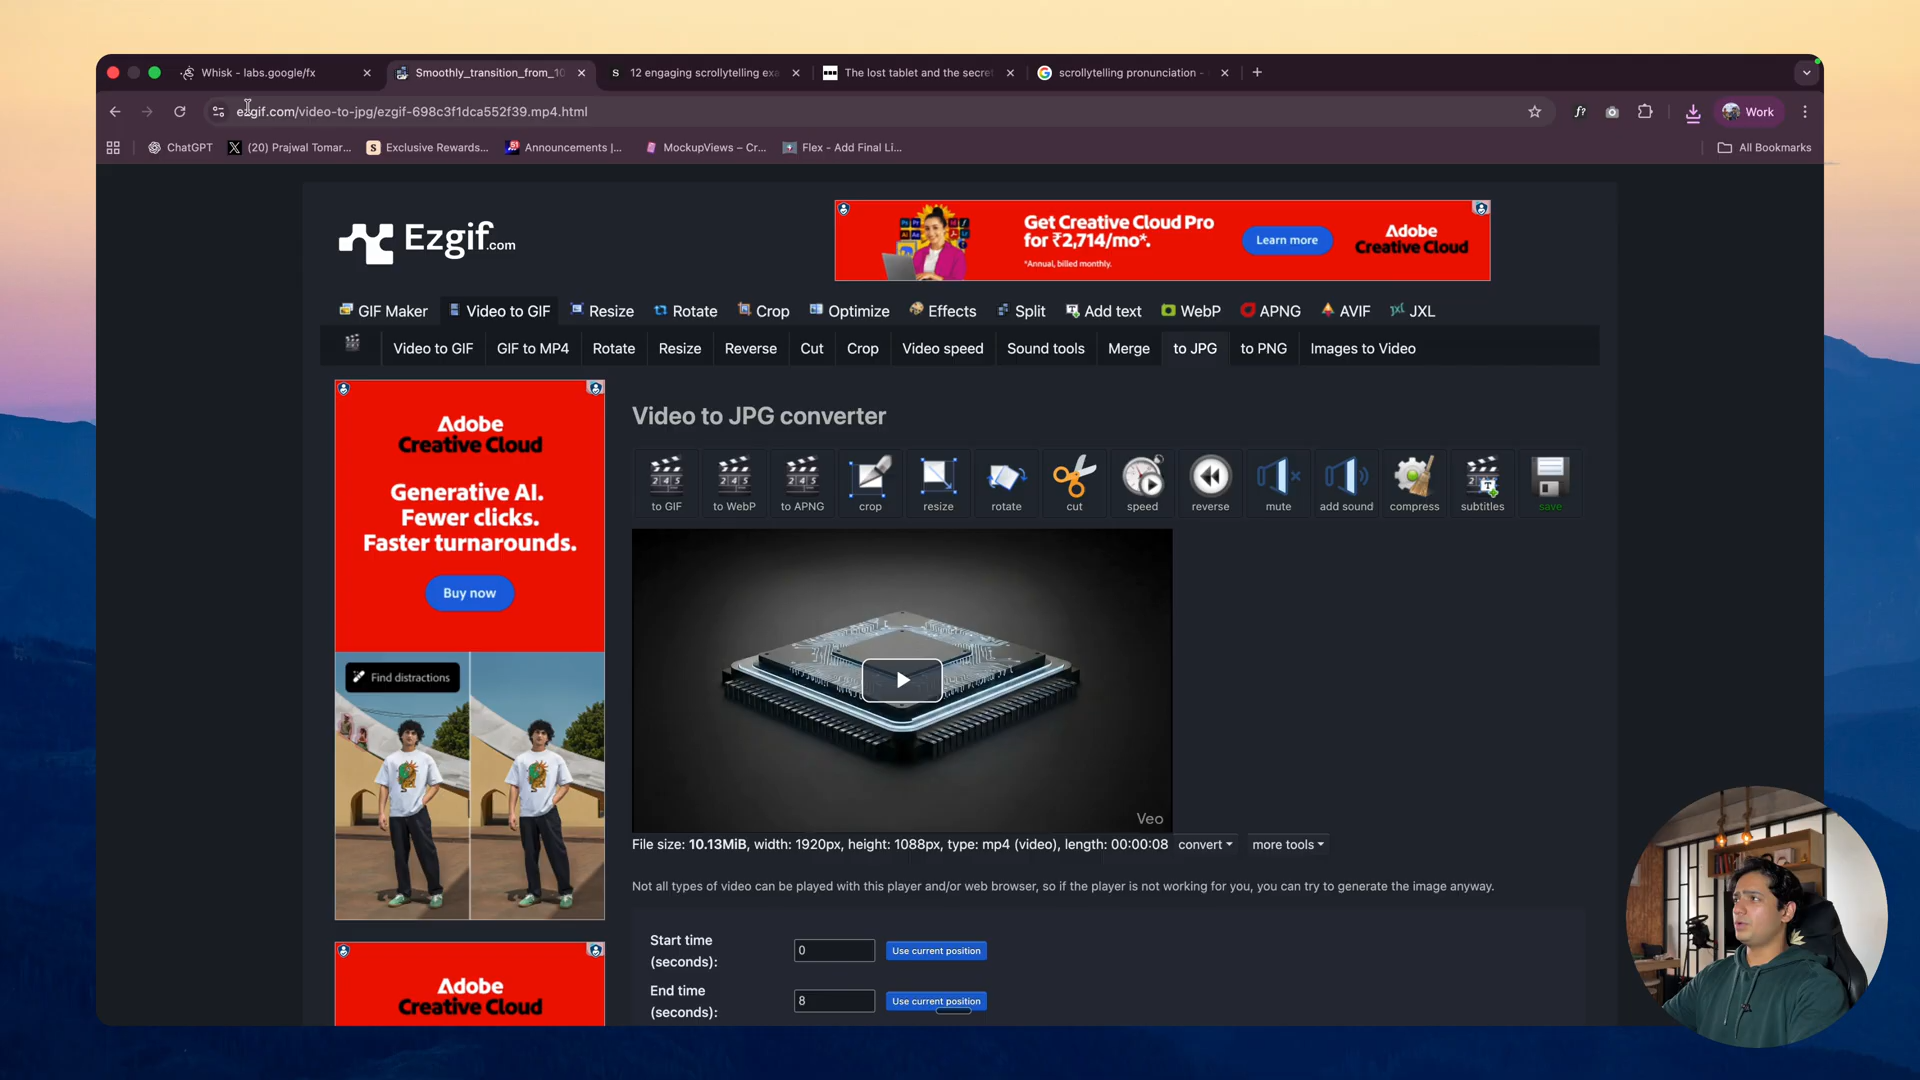 Whisk - labs.google/fx
Smoothly_transition_from_10
12 engaging scrollytelling exa
The lost tablet and the secret
scrollytelling pronunciation -
ezgif.com/video-to-jpg/ezgif-698c3f1dca552f39.mp4.html
Work
ChatGPT
(20) Prajwal Tomar...
Exclusive Rewards...
Announcements |...
MockupViews – Cr...
Flex - Add Final Li...
All Bookmarks
Ezgif.com
Get Creative Cloud Pro
for ₹2,714/mo*.
*Annual, billed monthly.
Learn more
Adobe
Creative Cloud
GIF Maker
Video to GIF
Resize
Rotate
Crop
Optimize
Effects
Split
Add text
WebP
APNG
AVIF
JXL
Video to GIF
GIF to MP4
Rotate
Resize
Reverse
Cut
Crop
Video speed
Sound tools
Merge
to JPG
to PNG
Images to Video
Adobe
Creative Cloud
Generative AI.
Fewer clicks.
Faster turnarounds.
Buy now
Find distractions
Adobe
Creative Cloud
Video to JPG converter
to GIF
to WebP
to APNG
crop
resize
rotate
cut
speed
reverse
mute
add sound
compress
subtitles
save
Veo
File size: 10.13MiB, width: 1920px, height: 1088px, type: mp4 (video), length: 00:00:08
convert
more tools
Not all types of video can be played with this player and/or web browser, so if the player is not working for you, you can try to generate the image anyway.
Start time
(seconds):
0
Use current position
End time
(seconds):
8
Use current position